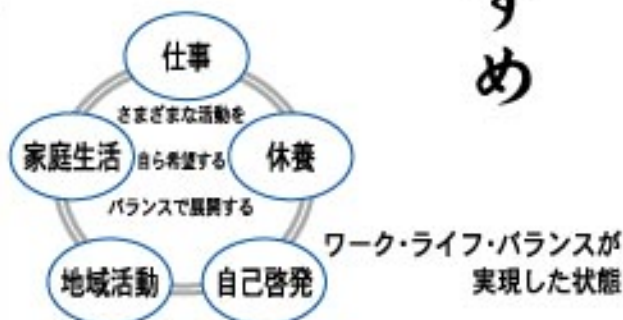 ずめ
仕事
さまざまな活動を
家庭生活
自ら希望する
休養
バランスで展開する
地域活動
自己啓発
ワーク・ライフ・バランスが
実現した状態